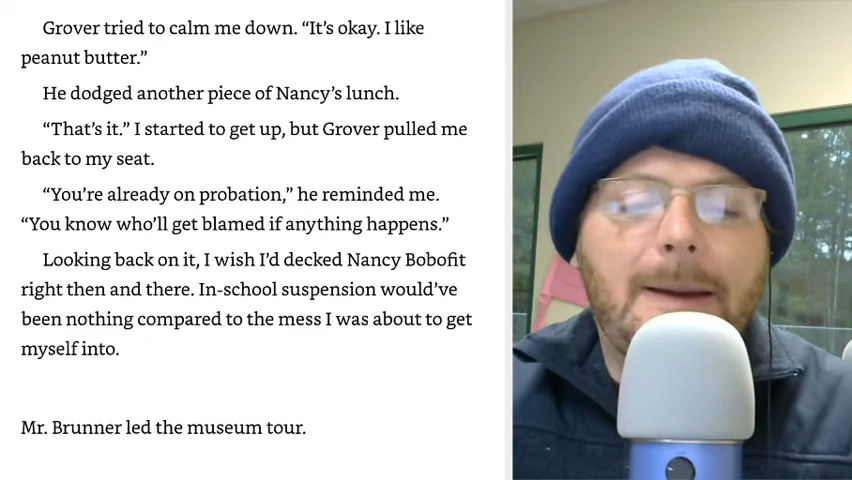 Grover tried to calm me down. “It’s okay. I like
peanut butter.”
He dodged another piece of Nancy’s lunch.
“That’s it.” I started to get up, but Grover pulled me
back to my seat.
“You’re already on probation,” he reminded me.
“You know who’ll get blamed if anything happens.”
Looking back on it, I wish I’d decked Nancy Bobofit
right then and there. In-school suspension would’ve
been nothing compared to the mess I was about to get
myself into.
Mr. Brunner led the museum tour.